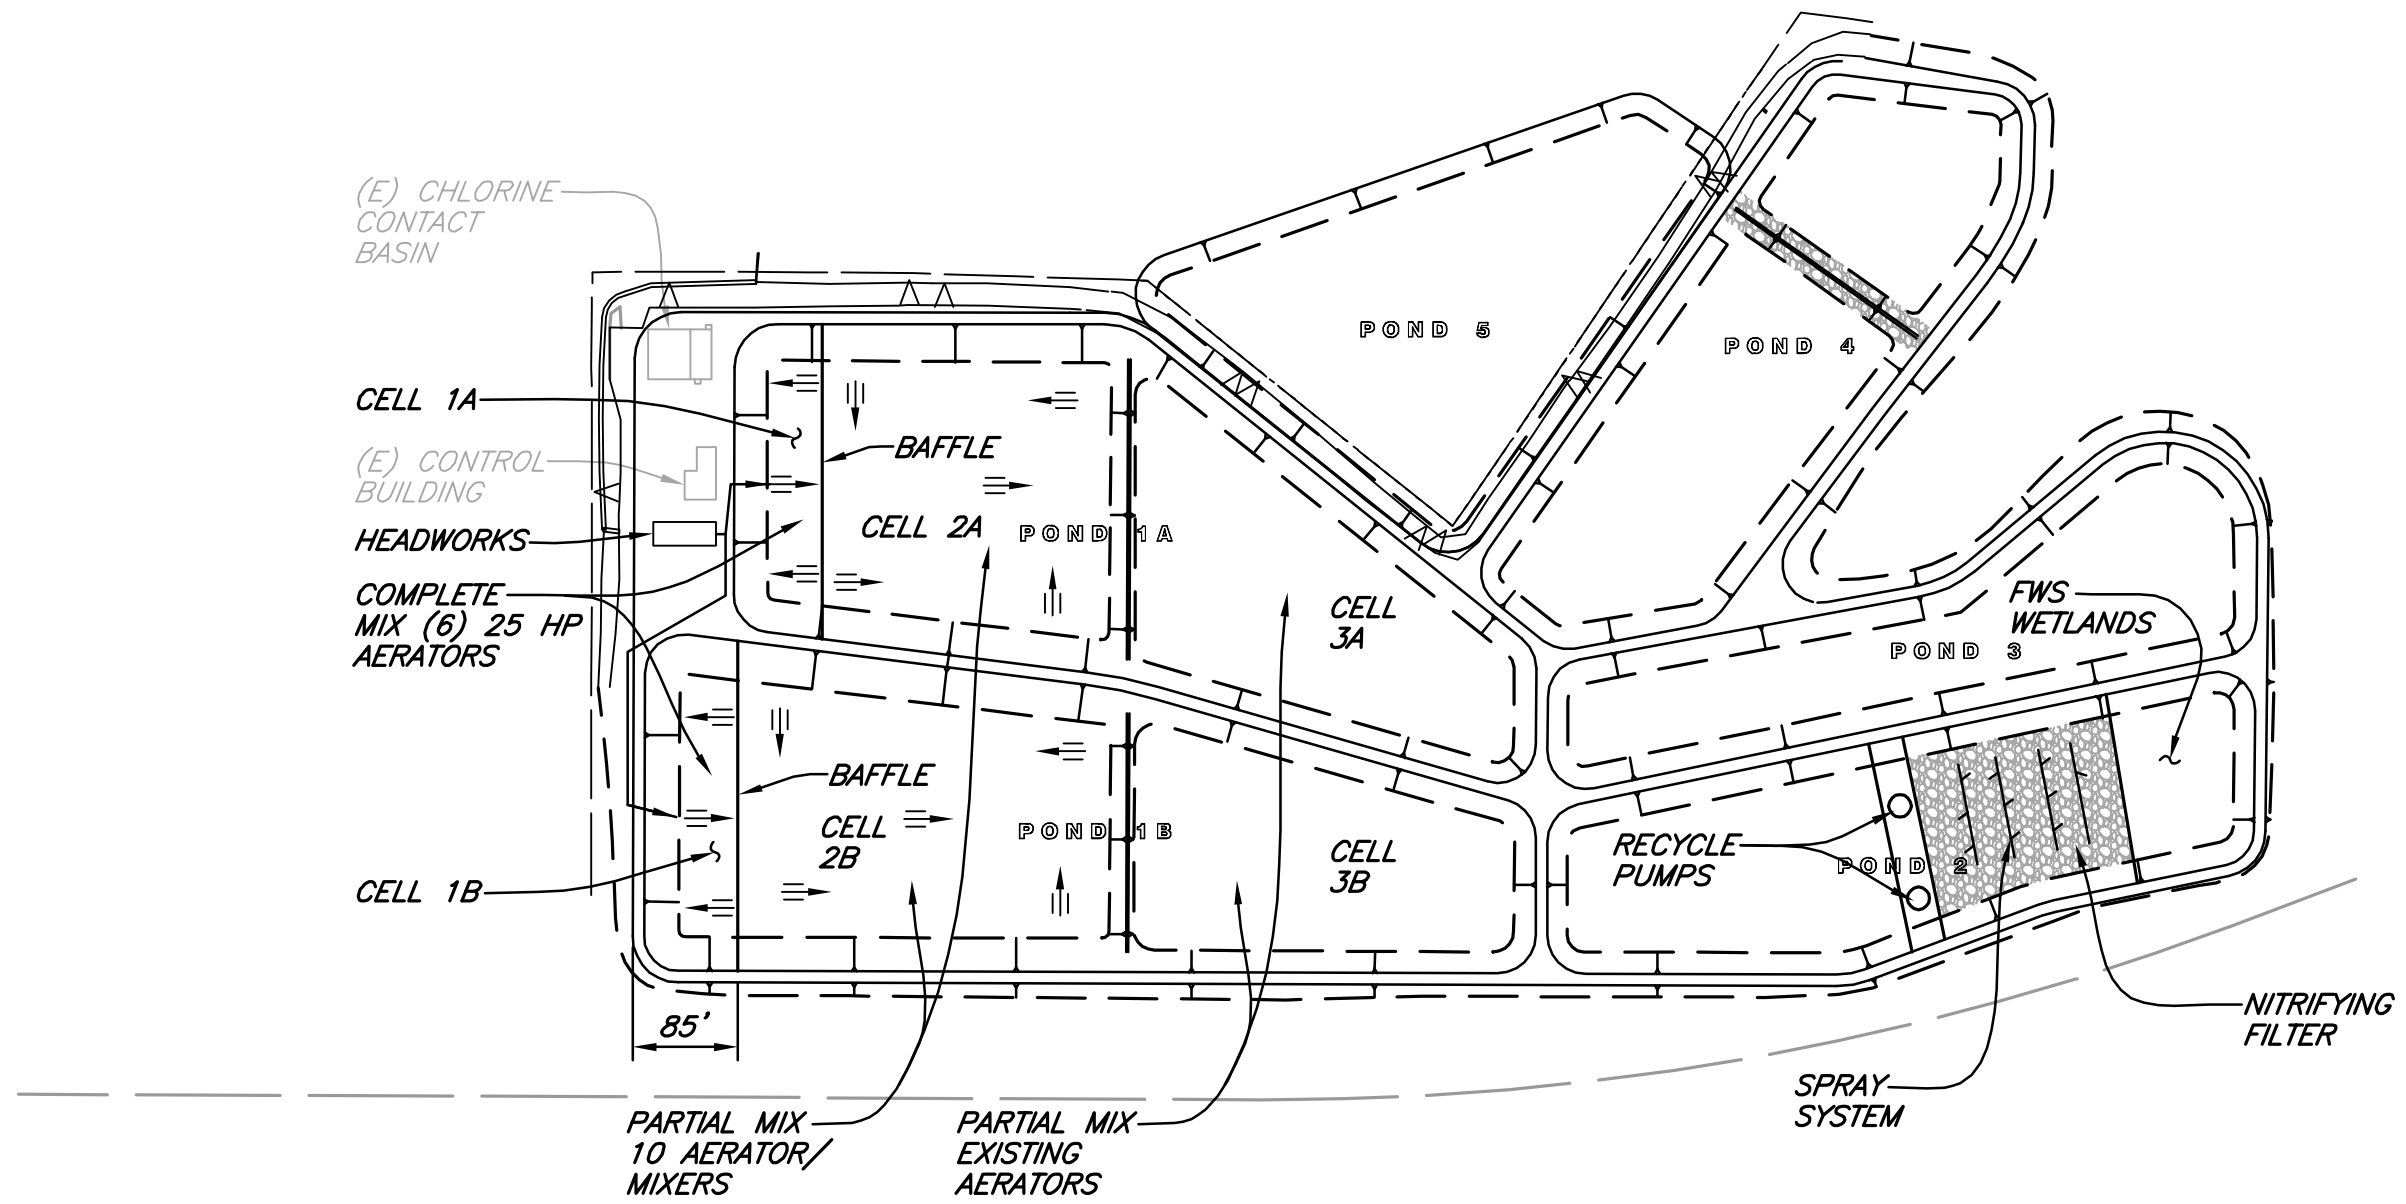 (E) CHLORINE
CONTACT
BASIN
CELL 1A
(E) CONTROL
BUILDING
HEADWORKS
COMPLETE
MIX (6) 25 HP
AERATORS
CELL 1B
BAFFLE
CELL 2A
POND 1A
BAFFLE
CELL
2B
POND 1B
CELL
3A
CELL
3B
POND 5
POND 4
FWS
WETLANDS
POND 3
RECYCLE
PUMPS
POND 2
NITRIFYING
FILTER
SPRAY
SYSTEM
85'
PARTIAL MIX
10 AERATOR/
MIXERS
PARTIAL MIX
EXISTING
AERATORS